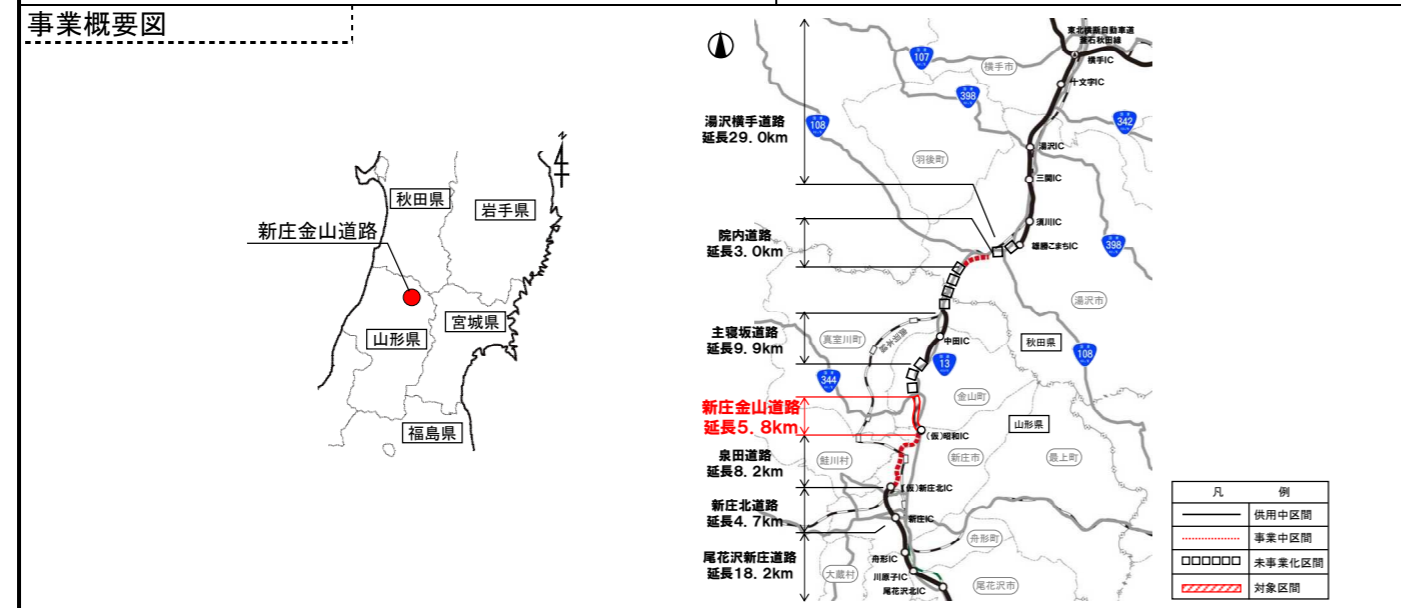 事業概要図
秋田県
岩手県
新庄金山道路
宮城県
山形県
福島県
東北横断自動車道
釜石秋田線
横手IC
107
横手市
十文字IC
398
湯沢横手道路
延長29.0km
108
342
湯沢IC
羽後町
三関IC
須川IC
院内道路
延長3.0km
雄勝こまちIC
398
湯沢市
主寝坂道路
延長9.9km
真室川町
奥羽本線
中田IC
秋田県
13
108
344
金山町
新庄金山道路
延長5.8km
山形県
(仮)昭和IC
泉田道路
延長8.2km
鮭川村
新庄市
最上町
(仮)新庄北IC
新庄北道路
延長4.7km
新庄IC
舟形町
尾花沢新庄道路
延長18.2km
舟形IC
大蔵村
川原子IC
尾花沢北IC
尾花沢市
凡 例
供用中区間
事業中区間
未事業化区間
対象区間